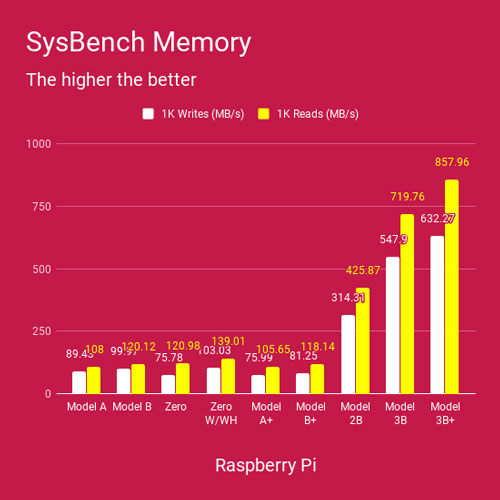 SysBench Memory
The higher the better
1K Writes (MB/s) 1K Reads (MB/s)
1000
750
500
250
0
89.43 108
99.97 120.12
75.78 120.98
103.03 139.01
75.99 105.65
81.25 118.14
314.31 425.87
547.9 719.76
632.27 857.96
Model A Model B Zero Zero W/WH Model A+ Model B+ Model 2B Model 3B Model 3B+
Raspberry Pi